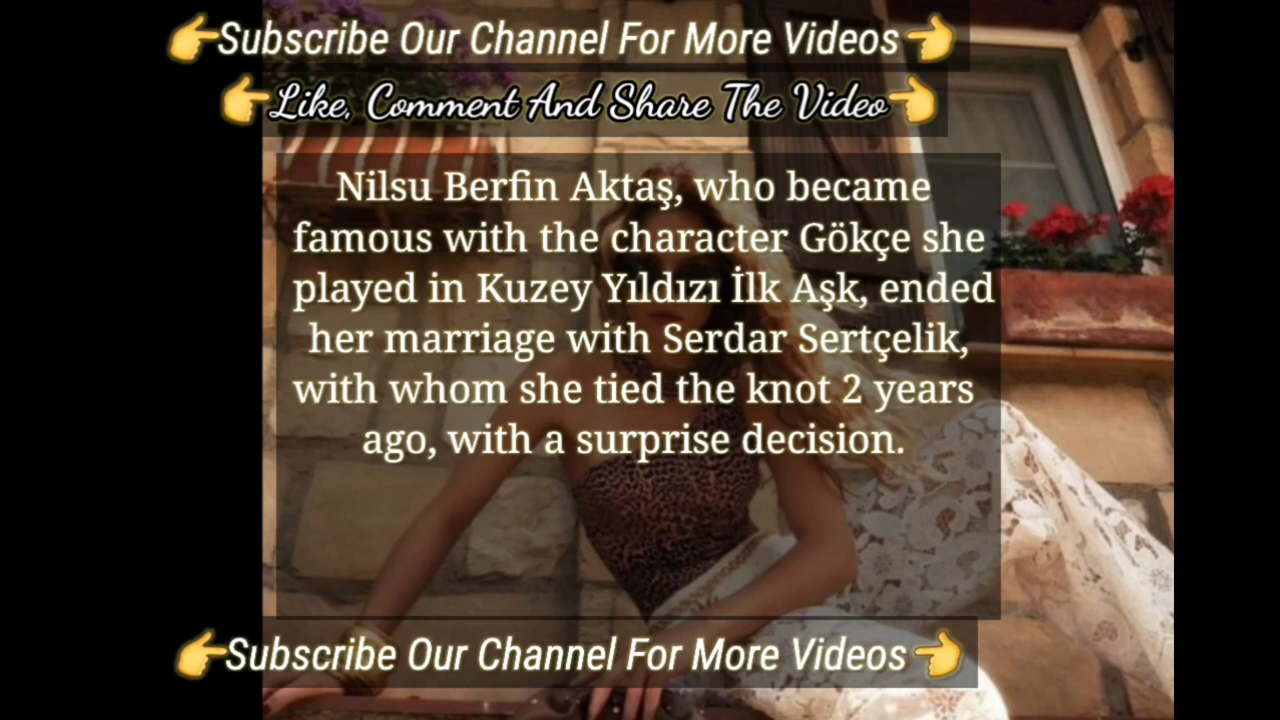 👉Subscribe Our Channel For More Videos👈
👉Like, Comment And Share The Video👈
Nilsu Berfin Aktaş, who became
famous with the character Gökçe she
played in Kuzey Yıldızı İlk Aşk, ended
her marriage with Serdar Sertçelik,
with whom she tied the knot 2 years
ago, with a surprise decision.
👉Subscribe Our Channel For More Videos👈